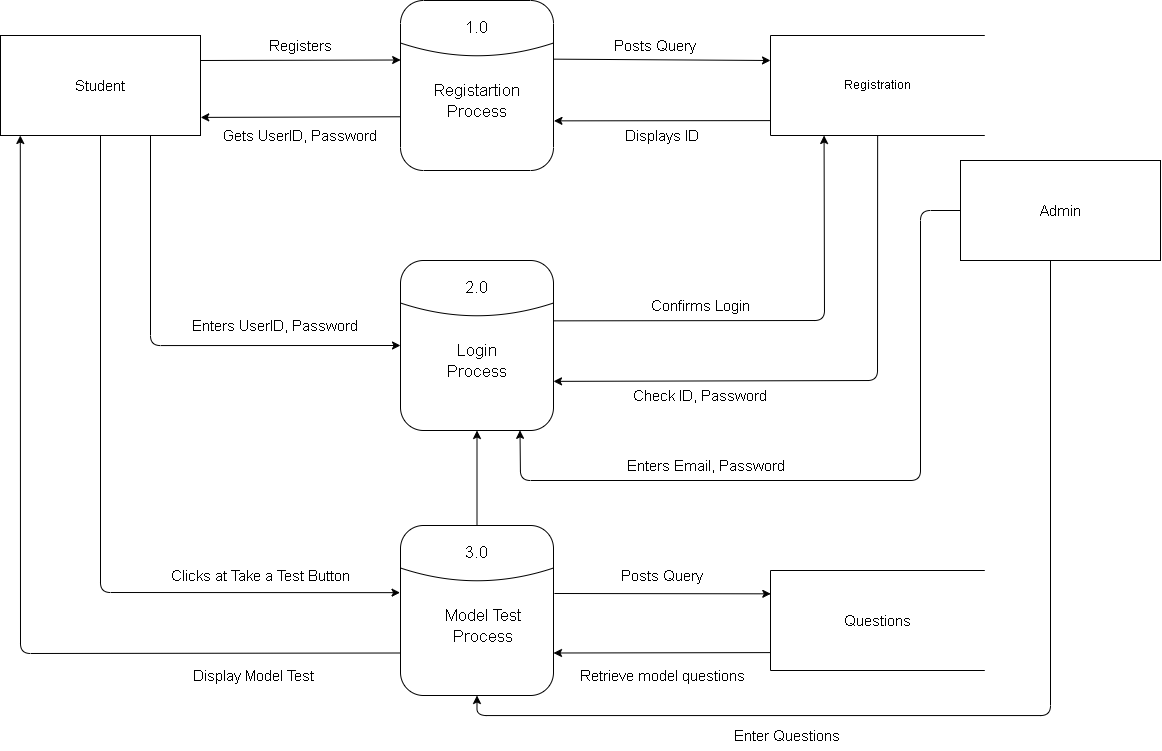 1.0
Registers
Posts Query
Student
Registartion
Process
Registration
Gets UserID, Password
Displays ID
Admin
2.0
Confirms Login
Enters UserID, Password
Login
Process
Check ID, Password
Enters Email, Password
3.0
Clicks at Take a Test Button
Posts Query
Model Test
Process
Questions
Display Model Test
Retrieve model questions
Enter Questions